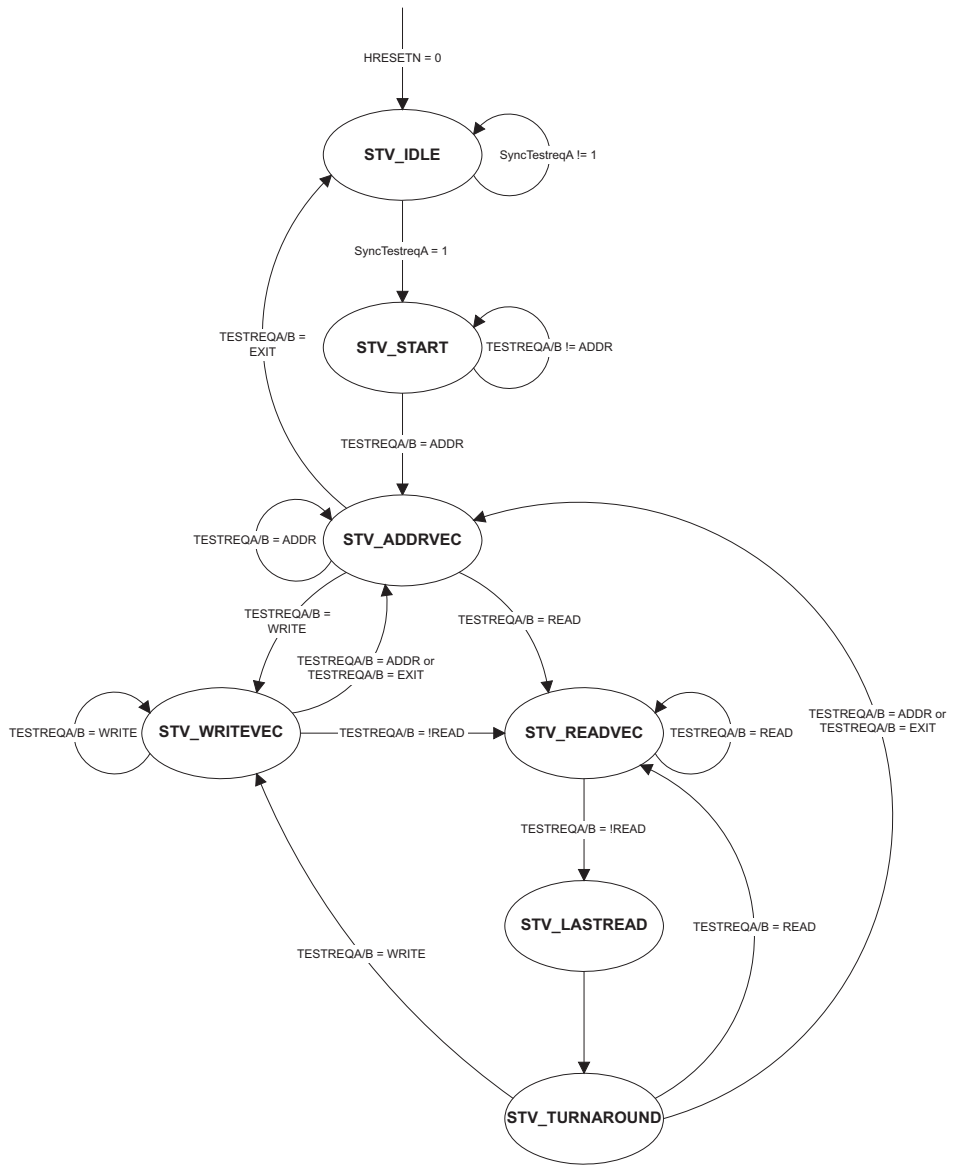 HRESETN = 0
STV_IDLE
SyncTestreqA != 1
SyncTestreqA = 1
TESTREQA/B =
EXIT
STV_START
TESTREQA/B != ADDR
TESTREQA/B = ADDR
TESTREQA/B = ADDR
STV_ADDRVEC
TESTREQA/B =
WRITE
TESTREQA/B = READ
TESTREQA/B = ADDR or
TESTREQA/B = EXIT
TESTREQA/B = WRITE
STV_WRITEVEC
TESTREQA/B = !READ
STV_READVEC
TESTREQA/B = READ
TESTREQA/B = ADDR or
TESTREQA/B = EXIT
TESTREQA/B = !READ
STV_LASTREAD
TESTREQA/B = READ
TESTREQA/B = WRITE
STV_TURNAROUND